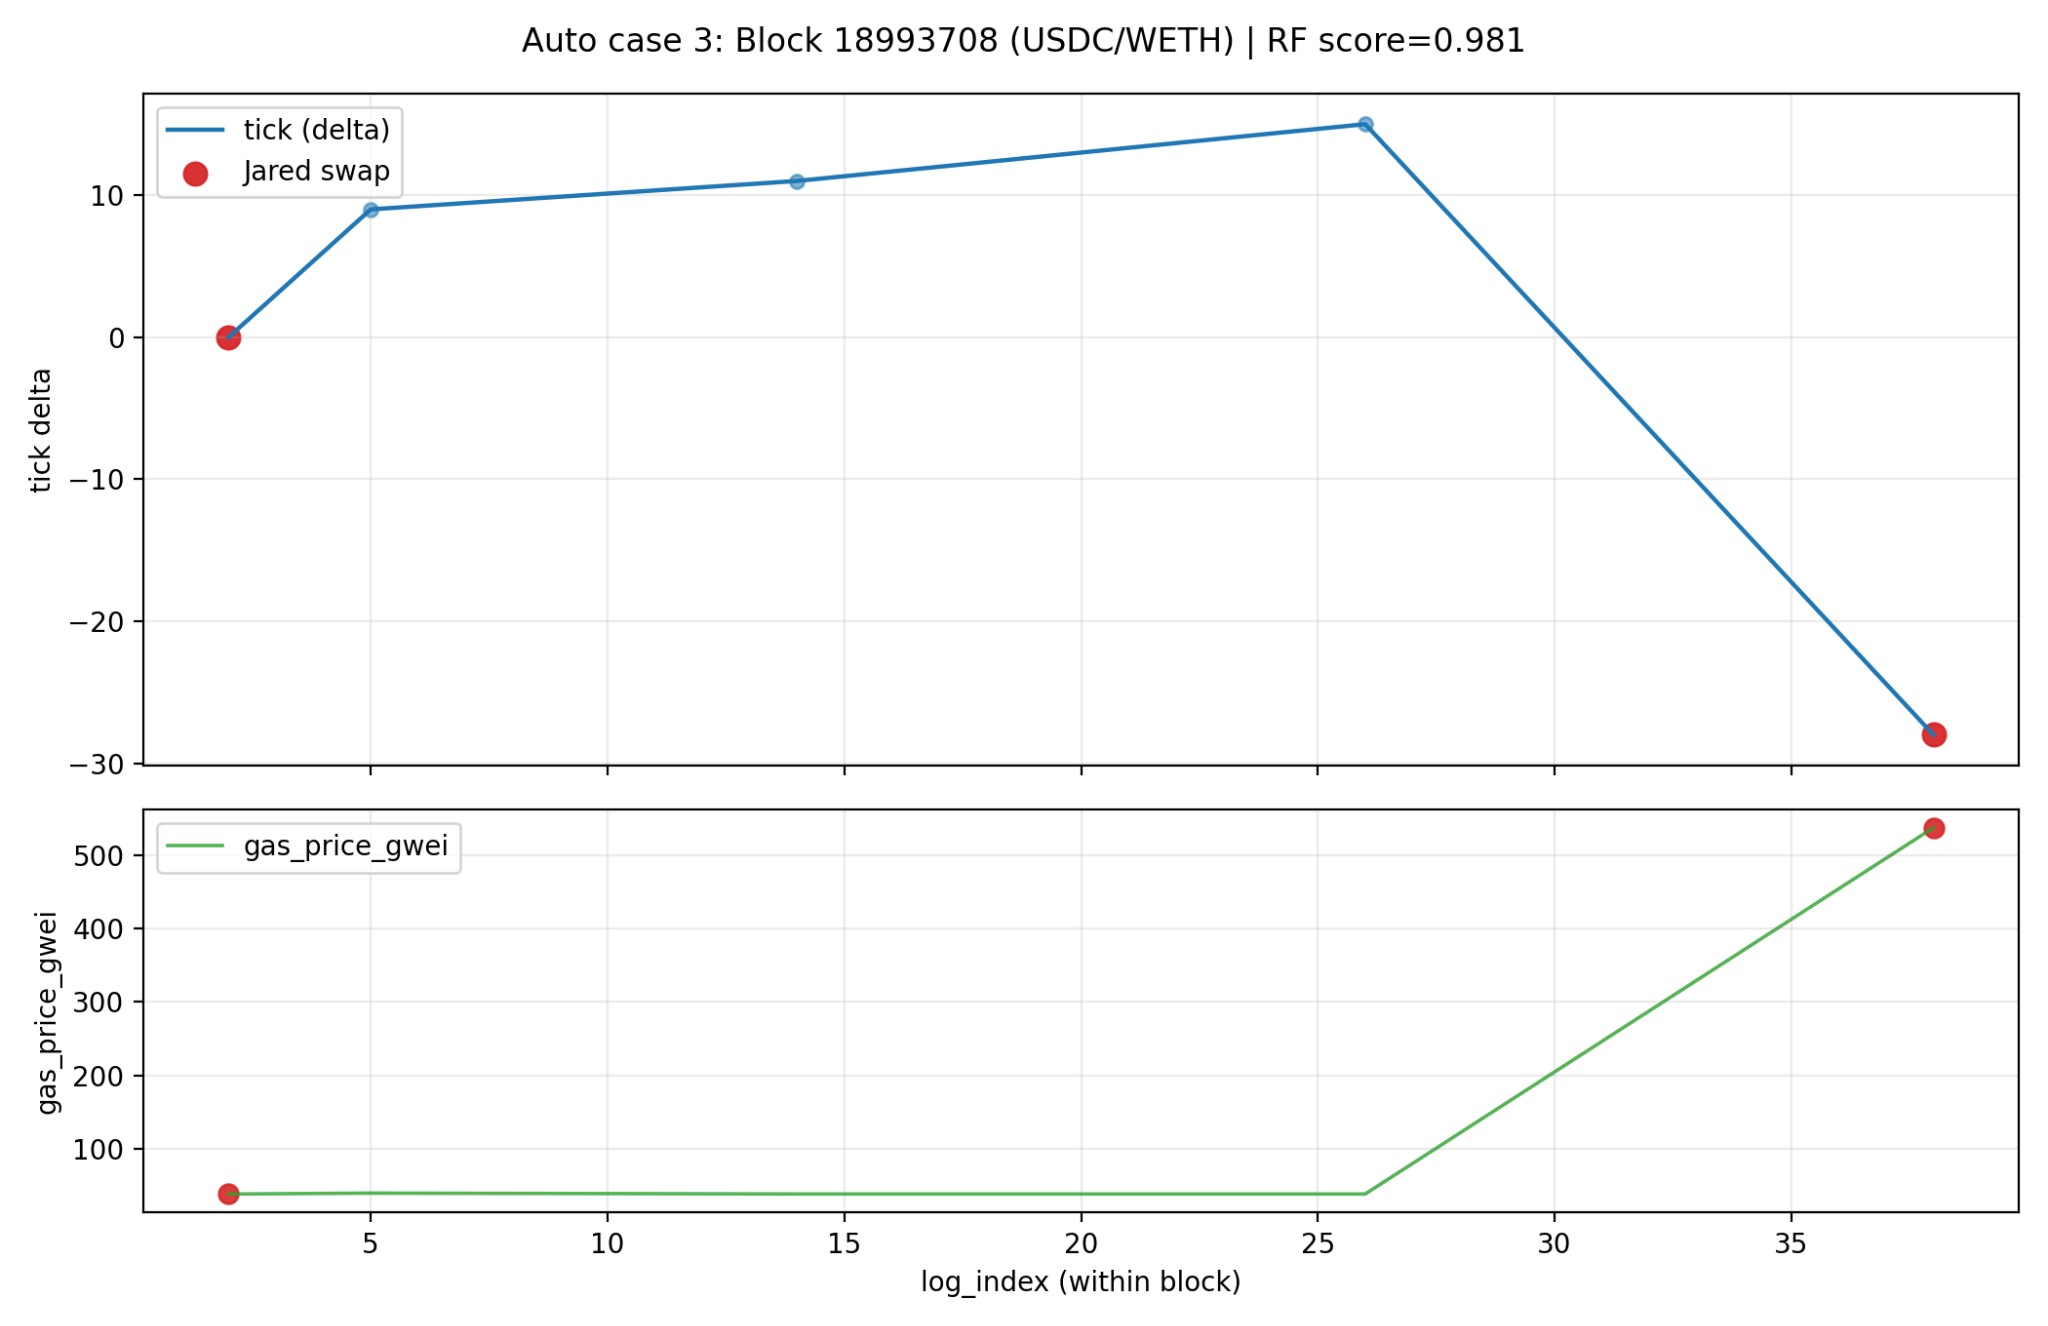 Auto case 3: Block 18993708 (USDC/WETH) | RF score=0.981
tick (delta)
Jared swap
10
0
−10
−20
−30
tick delta
gas_price_gwei
500
400
300
200
100
gas_price_gwei
5 10 15 20 25 30 35
log_index (within block)